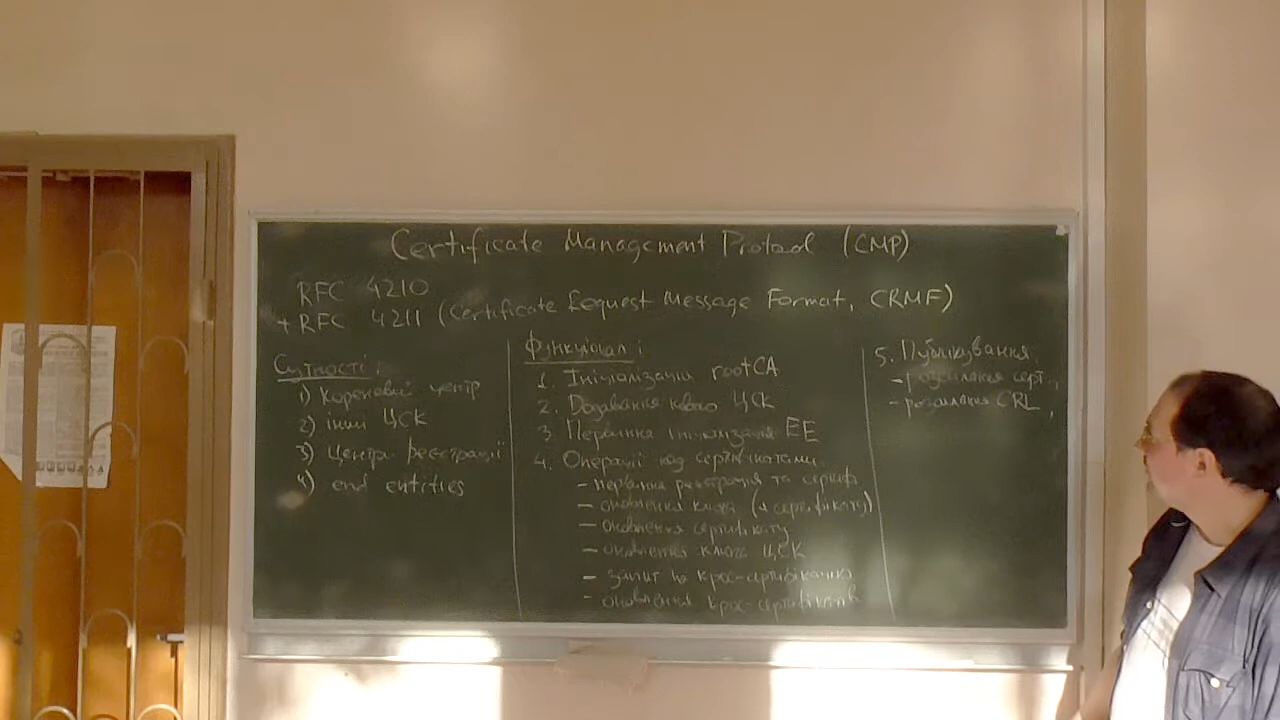 Certificate Management Protocol (CMP)
RFC 4210
+ RFC 4211 (Certificate Request Message Format, CRMF)
Сутності:
1) кореневий центр
2) інші ЦСК
3) центри реєстрації
4) end entities
Функціонал:
1. Ініціалізація rootCA
2. Додавання нового ЦСК
3. Первинна ініціалізація EE
4. Операції над сертифікатами
- первинна реєстрація та сертиф.
- оновлення ключа (в сертифікату)
- оновлення сертифікату
- оновлення ключа ЦСК
- запит на крос-сертифікацію
- оновлення крос-сертифікатів
5. Публікування
- розсилання серт.,
- розсилання CRL,